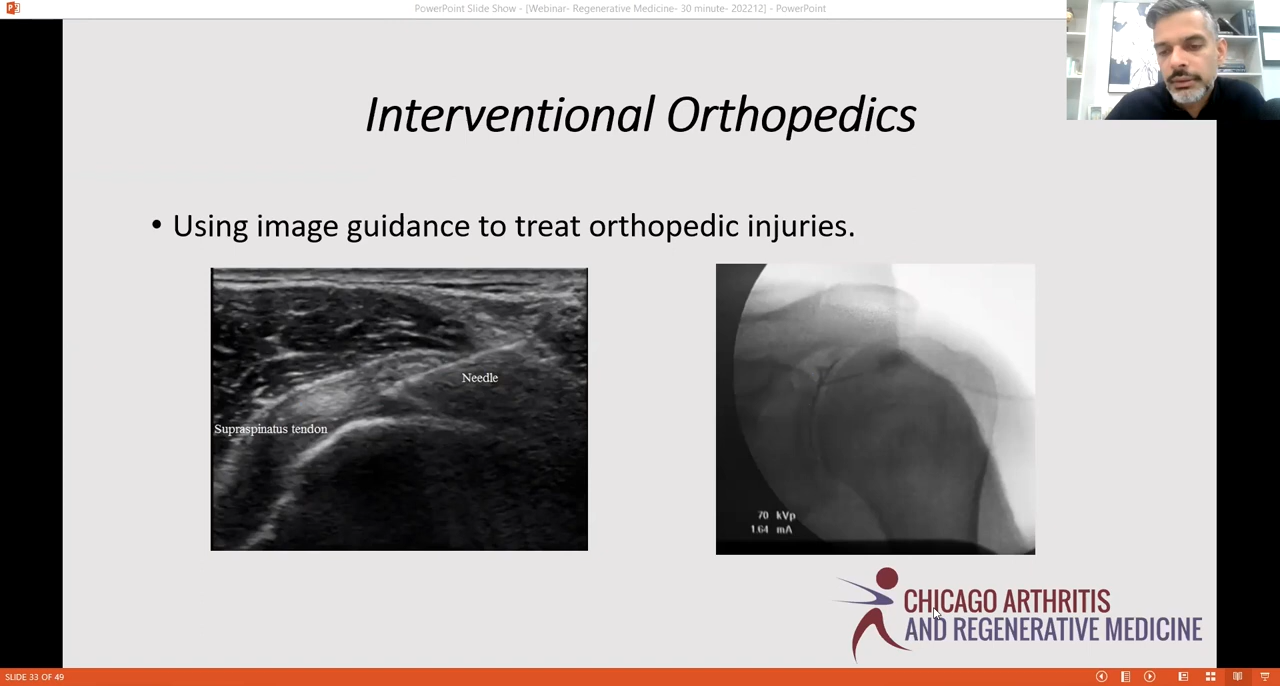 PowerPoint Slide Show - [Webinar- Regenerative Medicine- 30 minute- 202212] - PowerPoint
Interventional Orthopedics
• Using image guidance to treat orthopedic injuries.
Needle
Supraspinatus tendon
70 kVp
1.64 mA
CHICAGO ARTHRITIS
AND REGENERATIVE MEDICINE
SLIDE 33 OF 49